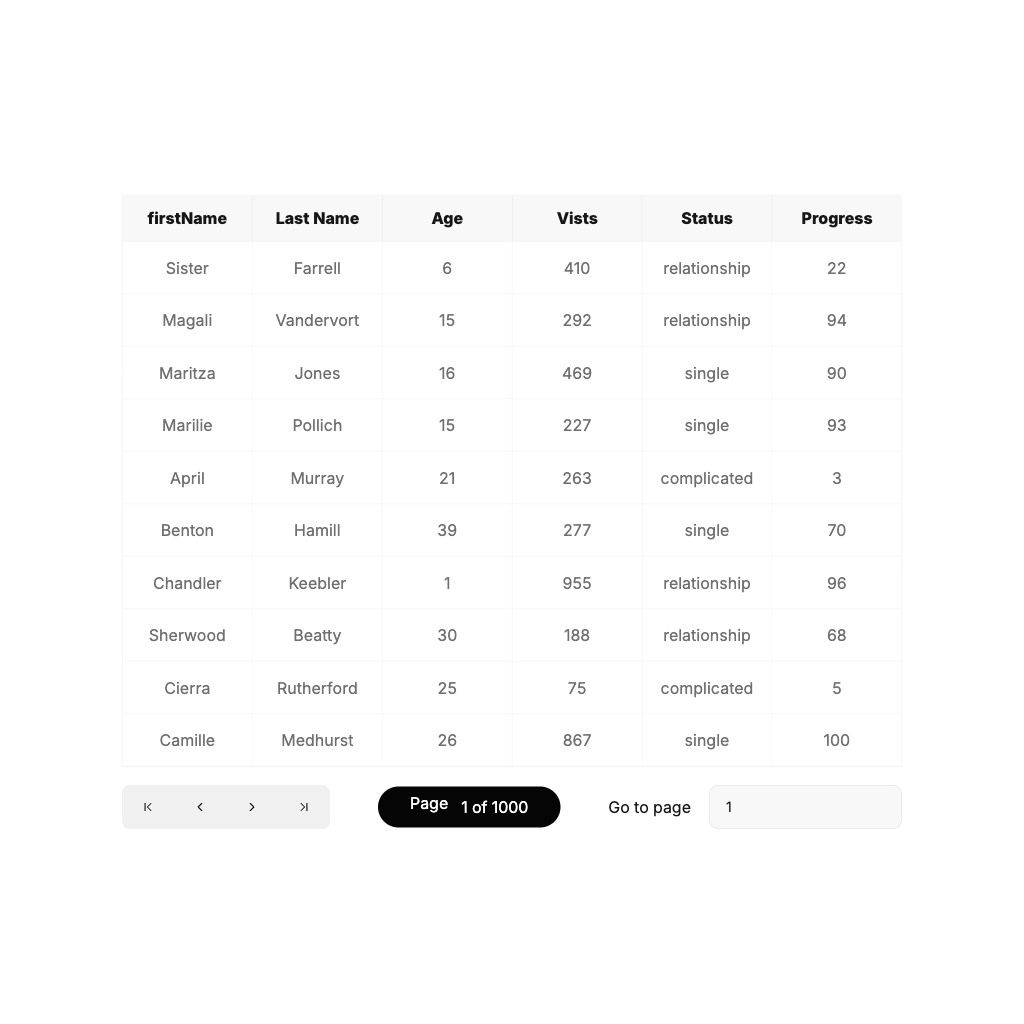 firstName Last Name Age Vists Status Progress
Sister Farrell 6 410 relationship 22
Magali Vandervort 15 292 relationship 94
Maritza Jones 16 469 single 90
Marilie Pollich 15 227 single 93
April Murray 21 263 complicated 3
Benton Hamill 39 277 single 70
Chandler Keebler 1 955 relationship 96
Sherwood Beatty 30 188 relationship 68
Cierra Rutherford 25 75 complicated 5
Camille Medhurst 26 867 single 100
Page 1 of 1000 Go to page 1